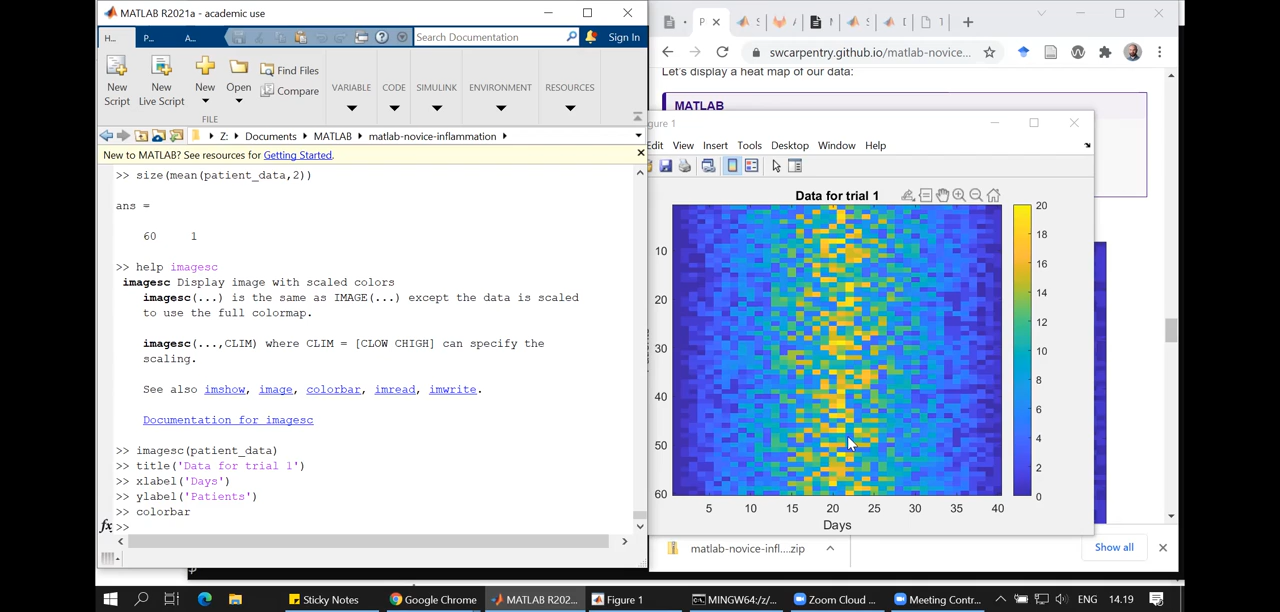 MATLAB R2021a - academic use
H... P... A...
Search Documentation
Sign In
New Script
New Live Script
New
Open
Find Files
Compare
FILE
VARIABLE
CODE
SIMULINK
ENVIRONMENT
RESOURCES
Z: Documents MATLAB matlab-novice-inflammation
New to MATLAB? See resources for Getting Started.
>> size(mean(patient_data,2))
ans =
60 1
>> help imagesc
imagesc Display image with scaled colors
imagesc(...) is the same as IMAGE(...) except the data is scaled
to use the full colormap.
imagesc(...,CLIM) where CLIM = [CLOW CHIGH] can specify the
scaling.
See also imshow, image, colorbar, imread, imwrite.
Documentation for imagesc
>> imagesc(patient_data)
>> title('Data for trial 1')
>> xlabel('Days')
>> ylabel('Patients')
>> colorbar
fx >>
swcarpentry.github.io/matlab-novice...
Let's display a heat map of our data:
MATLAB
gure 1
Edit View Insert Tools Desktop Window Help
Data for trial 1
10
20
30
40
50
60
5 10 15 20 25 30 35 40
Days
20
18
16
14
12
10
8
6
4
2
0
matlab-novice-infl....zip
Show all
Sticky Notes
Google Chrome
MATLAB R202...
Figure 1
MINGW64:/z/...
Zoom Cloud ...
Meeting Contr...
ENG
14.19